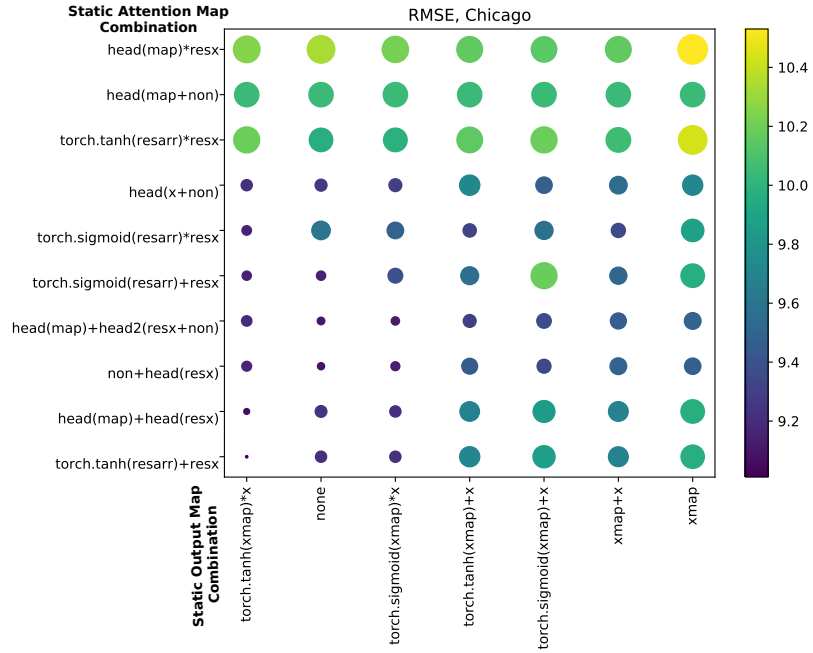 Static Attention Map
Combination
RMSE, Chicago
head(map)*resx
head(map+non)
torch.tanh(resarr)*resx
head(x+non)
torch.sigmoid(resarr)*resx
torch.sigmoid(resarr)+resx
head(map)+head2(resx+non)
non+head(resx)
head(map)+head(resx)
torch.tanh(resarr)+resx
10.4
10.2
10.0
9.8
9.6
9.4
9.2
Static Output Map
Combination
torch.tanh(xmap)*x
none
torch.sigmoid(xmap)*x
torch.tanh(xmap)+x
torch.sigmoid(xmap)+x
xmap+x
xmap